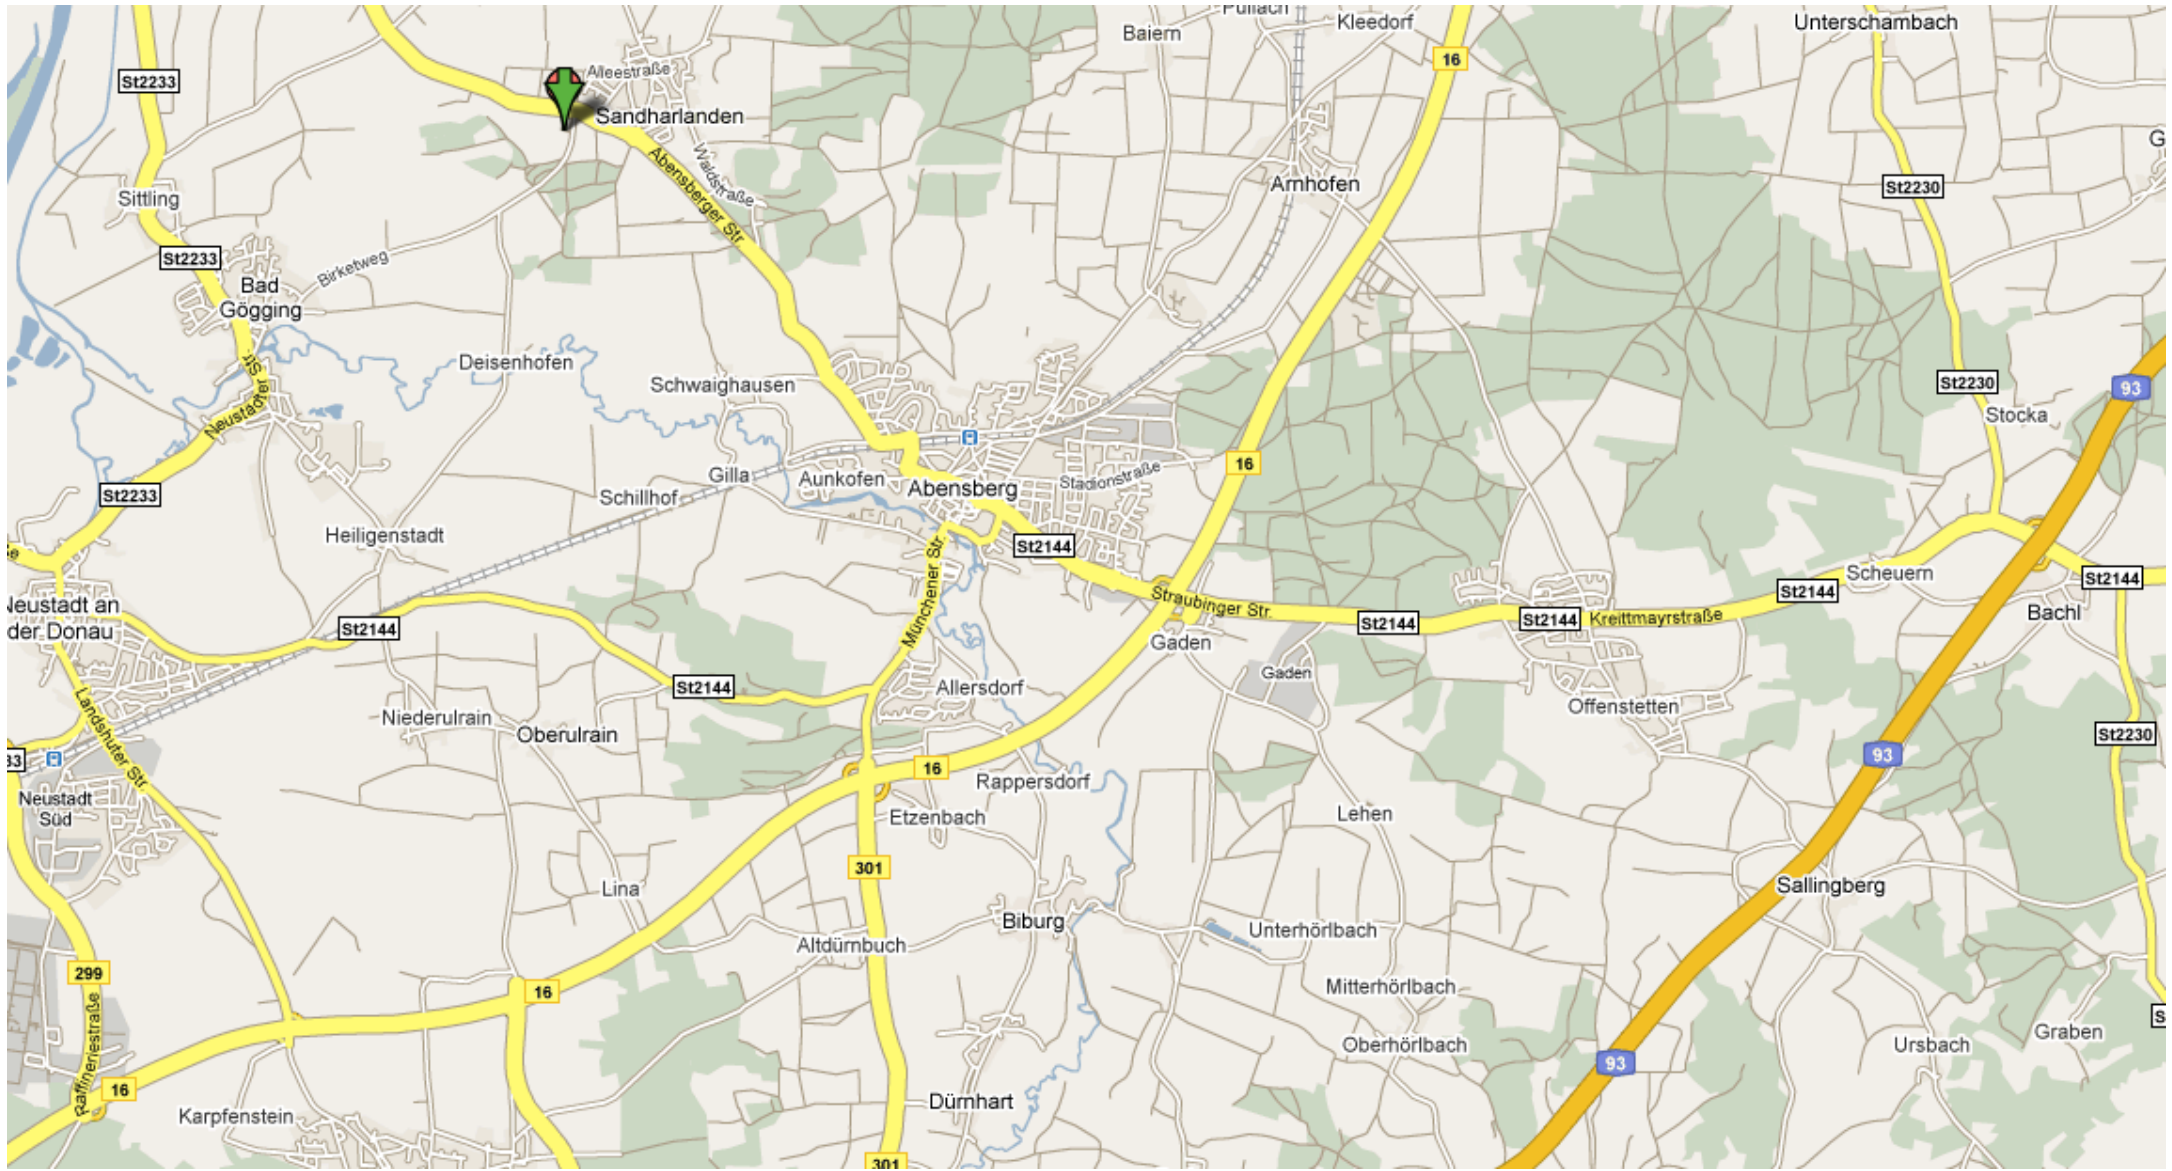 Pullach
Kleedorf
Unterschambach
Baiern
16
Alleestraße
St2233
Sandharlanden
G
Waldstraße
Abensberger Str.
Arnhofen
St2230
Sittling
St2233
Birketweg
Bad
Gögging
Deisenhofen
Schwaighausen
St2230
93
Stocka
Neustädter Str.
St2233
Gilla
Aunkofen
Stadionstraße
16
Schillhof
Abensberg
Heiligenstadt
St2144
Münchener Str.
Scheuern
St2144
Straubinger Str.
St2144
Neustadt an
der Donau
St2144
St2144
St2144
Kreittmayrstraße
Bachl
Gaden
Gaden
St2144
Allersdorf
Offenstetten
Landshuter Str.
Niederulrain
Oberulrain
St2230
93
33
16
Rappersdorf
Neustadt
Süd
Etzenbach
Lehen
301
Lina
Sallingberg
Biburg
Unterhörlbach
Altdürnbuch
299
16
Mitterhörlbach
S
Raffineriestraße
Oberhörlbach
Ursbach
Graben
93
16
Karpfenstein
Dürnhart
301